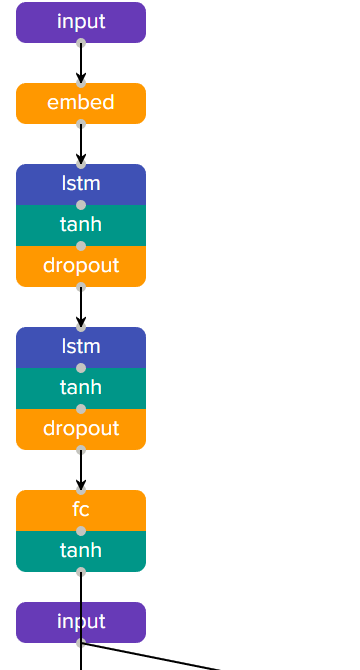 input
embed
lstm
tanh
dropout
lstm
tanh
dropout
fc
tanh
input